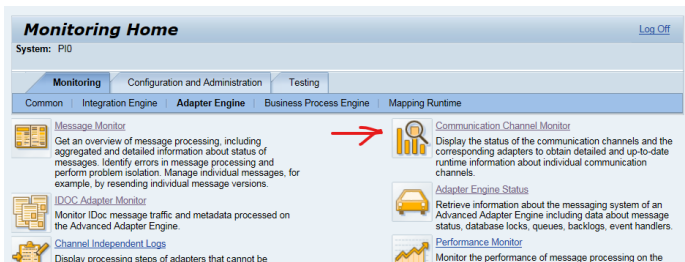 Monitoring Home
Log Off
System: PI0
Monitoring Configuration and Administration Testing
Common Integration Engine Adapter Engine Business Process Engine Mapping Runtime
Message Monitor
Get an overview of message processing, including
aggregated and detailed information about status of
messages. Identify errors in message processing and
perform problem isolation. Manage individual messages, for
example, by resending individual message versions.
IDOC Adapter Monitor
Monitor IDoc message traffic and metadata processed on
the Advanced Adapter Engine.
Channel Independent Logs
Display processing steps of adapters that cannot be
Communication Channel Monitor
Display the status of the communication channels and the
corresponding adapters to obtain detailed and up-to-date
runtime information about individual communication
channels.
Adapter Engine Status
Retrieve information about the messaging system of an
Advanced Adapter Engine including data about message
status, database locks, queues, backlogs, event handlers.
Performance Monitor
Monitor the performance of message processing on the